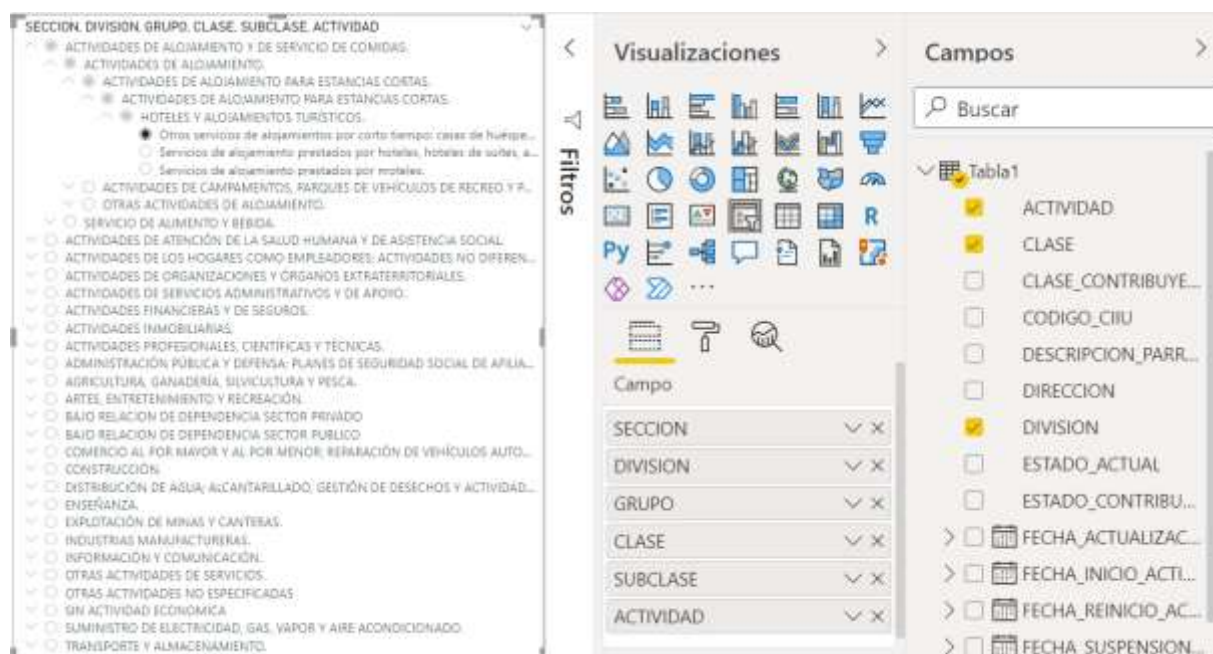 SECCION, DIVISION, GRUPO, CLASE, SUBCLASE, ACTIVIDAD
ACTIVIDADES DE ALOJAMIENTO Y DE SERVICIO DE COMIDAS.
ACTIVIDADES DE ALOJAMIENTO.
ACTIVIDADES DE ALOJAMIENTO PARA ESTANCIAS CORTAS.
ACTIVIDADES DE ALOJAMIENTO PARA ESTANCIAS CORTAS.
HOTELES Y ALOJAMIENTOS TURÍSTICOS.
Otros servicios de alojamientos por corto tiempo: casas de huéspe...
Servicios de alojamiento prestados por hoteles, hoteles de suites, a...
Servicios de alojamiento prestados por moteles.
ACTIVIDADES DE CAMPAMENTOS, PARQUES DE VEHÍCULOS DE RECREO Y P...
OTRAS ACTIVIDADES DE ALOJAMIENTO.
SERVICIO DE ALIMENTO Y BEBIDA.
ACTIVIDADES DE ATENCIÓN DE LA SALUD HUMANA Y DE ASISTENCIA SOCIAL.
ACTIVIDADES DE LOS HOGARES COMO EMPLEADORES; ACTIVIDADES NO DIFEREN...
ACTIVIDADES DE ORGANIZACIONES Y ÓRGANOS EXTRATERRITORIALES.
ACTIVIDADES DE SERVICIOS ADMINISTRATIVOS Y DE APOYO.
ACTIVIDADES FINANCIERAS Y DE SEGUROS.
ACTIVIDADES INMOBILIARIAS.
ACTIVIDADES PROFESIONALES, CIENTÍFICAS Y TÉCNICAS.
ADMINISTRACIÓN PÚBLICA Y DEFENSA; PLANES DE SEGURIDAD SOCIAL DE AFILIA...
AGRICULTURA, GANADERÍA, SILVICULTURA Y PESCA.
ARTES, ENTRETENIMIENTO Y RECREACIÓN.
BAJO RELACION DE DEPENDENCIA SECTOR PRIVADO
BAJO RELACION DE DEPENDENCIA SECTOR PUBLICO
COMERCIO AL POR MAYOR Y AL POR MENOR; REPARACIÓN DE VEHÍCULOS AUTO...
CONSTRUCCIÓN.
DISTRIBUCIÓN DE AGUA; ALCANTARILLADO, GESTIÓN DE DESECHOS Y ACTIVIDAD...
ENSEÑANZA.
EXPLOTACIÓN DE MINAS Y CANTERAS.
INDUSTRIAS MANUFACTURERAS.
INFORMACIÓN Y COMUNICACIÓN.
OTRAS ACTIVIDADES DE SERVICIOS.
OTRAS ACTIVIDADES NO ESPECIFICADAS
SIN ACTIVIDAD ECONOMICA
SUMINISTRO DE ELECTRICIDAD, GAS, VAPOR Y AIRE ACONDICIONADO.
TRANSPORTE Y ALMACENAMIENTO.
Filtros
Visualizaciones
R
Py
Campo
SECCION
DIVISION
GRUPO
CLASE
SUBCLASE
ACTIVIDAD
Campos
Buscar
Tabla1
ACTIVIDAD
CLASE
CLASE_CONTRIBUYE...
CODIGO_CIIU
DESCRIPCION_PARR...
DIRECCION
DIVISION
ESTADO_ACTUAL
ESTADO_CONTRIBU...
FECHA_ACTUALIZAC...
FECHA_INICIO_ACTI...
FECHA_REINICIO_AC...
FECHA_SUSPENSION...